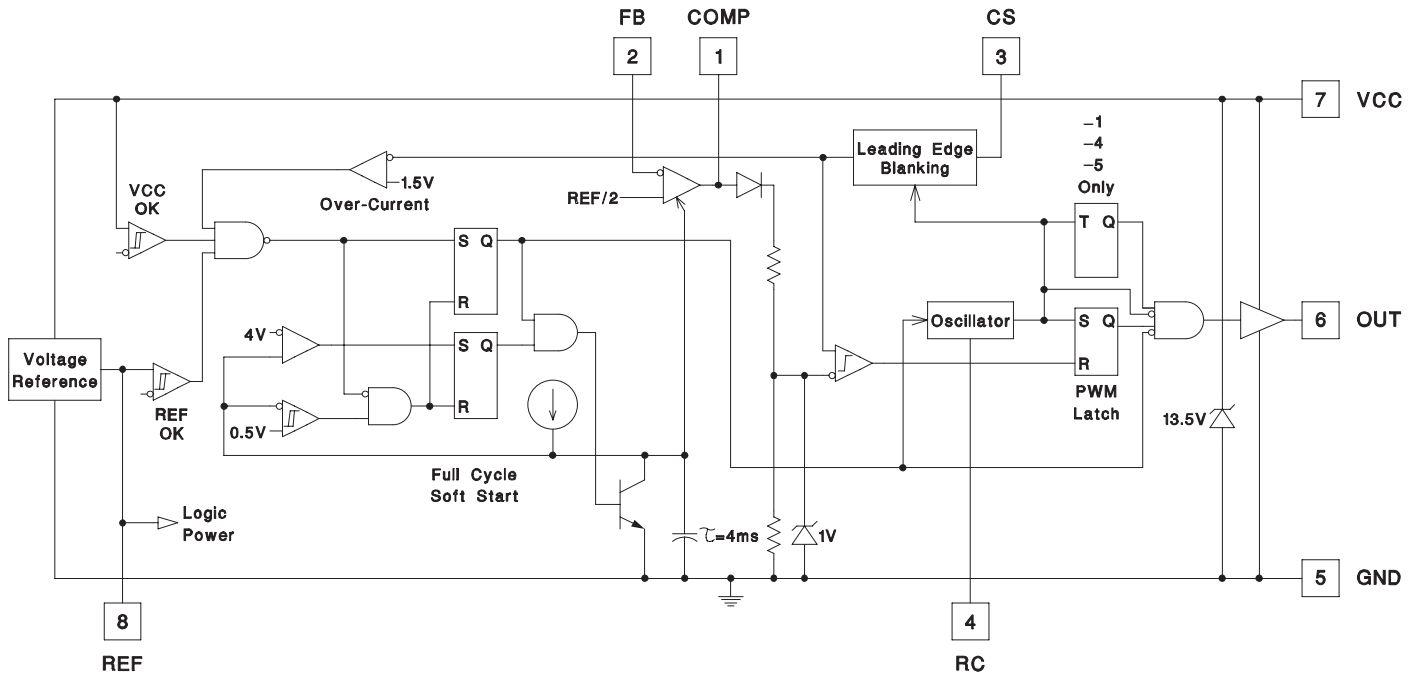 FB COMP CS
2 1 3
7 VCC
–1
–4
–5
Only
Leading Edge
Blanking
1.5V
Over-Current
VCC
OK
REF/2
S Q
R
T Q
4V
S Q
R
Oscillator
S Q
R
PWM
Latch
6 OUT
Voltage
Reference
REF
OK
0.5V
13.5V
Full Cycle
Soft Start
Logic
Power
τ=4ms
1V
5 GND
8 4
REF RC